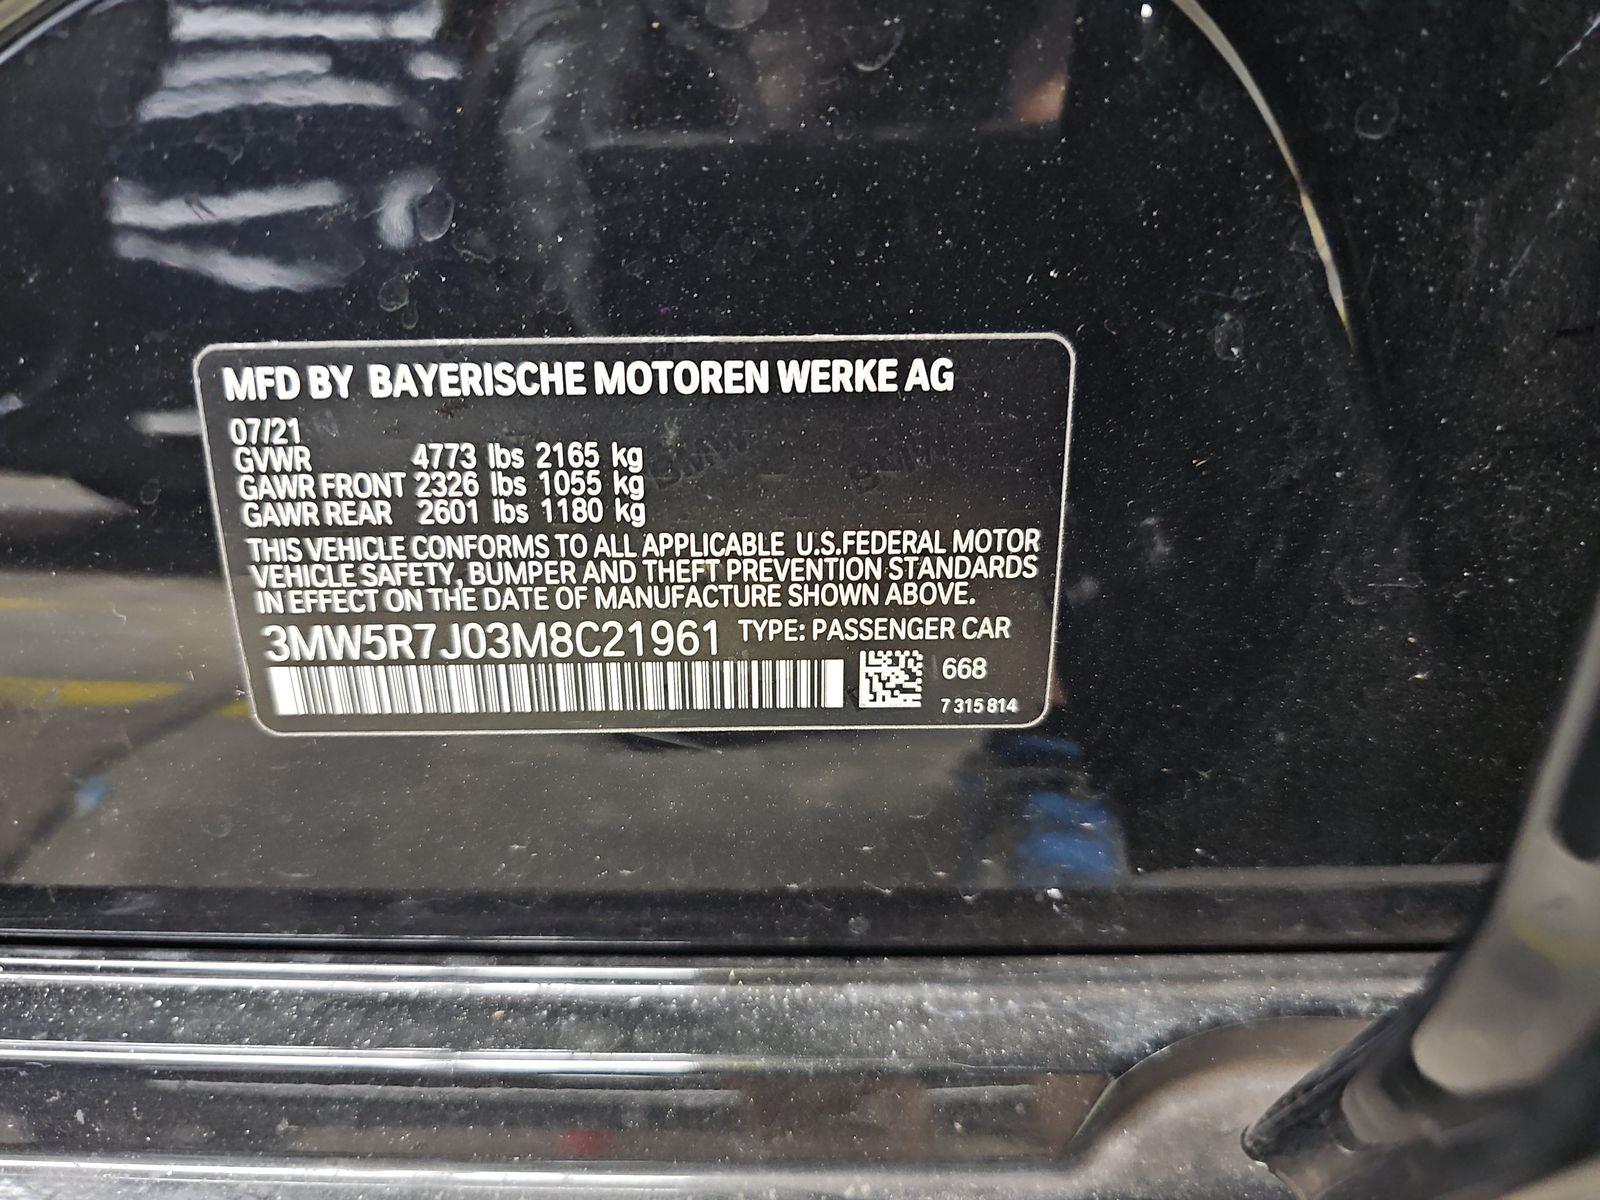 MFD BY BAYERISCHE MOTOREN WERKE AG
07/21
GVWR 4773 lbs 2165 kg
GAWR FRONT 2326 lbs 1055 kg
GAWR REAR 2601 lbs 1180 kg
THIS VEHICLE CONFORMS TO ALL APPLICABLE U.S.FEDERAL MOTOR
VEHICLE SAFETY, BUMPER AND THEFT PREVENTION STANDARDS
IN EFFECT ON THE DATE OF MANUFACTURE SHOWN ABOVE.
3MW5R7J03M8C21961 TYPE: PASSENGER CAR
668
7 315 814